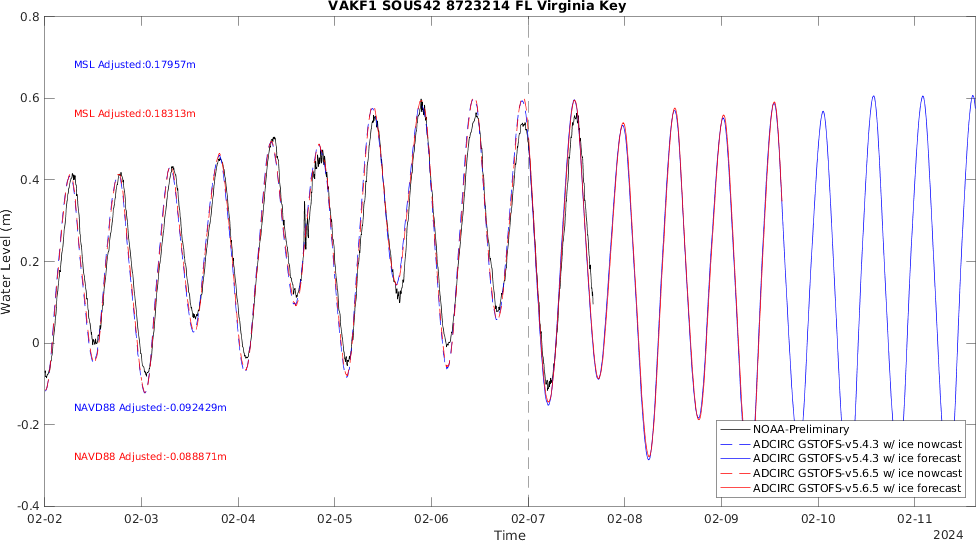 VAKF1 SOUS42 8723214 FL Virginia Key
0.8
0.6
0.4
0.2
0
-0.2
-0.4
Water Level (m)
MSL Adjusted:0.17957m
MSL Adjusted:0.18313m
NAVD88 Adjusted:-0.092429m
NAVD88 Adjusted:-0.088871m
NOAA-Preliminary
ADCIRC GSTOFS-v5.4.3 w/ ice nowcast
ADCIRC GSTOFS-v5.4.3 w/ ice forecast
ADCIRC GSTOFS-v5.6.5 w/ ice nowcast
ADCIRC GSTOFS-v5.6.5 w/ ice forecast
02-02 02-03 02-04 02-05 02-06 02-07 02-08 02-09 02-10 02-11
Time
2024